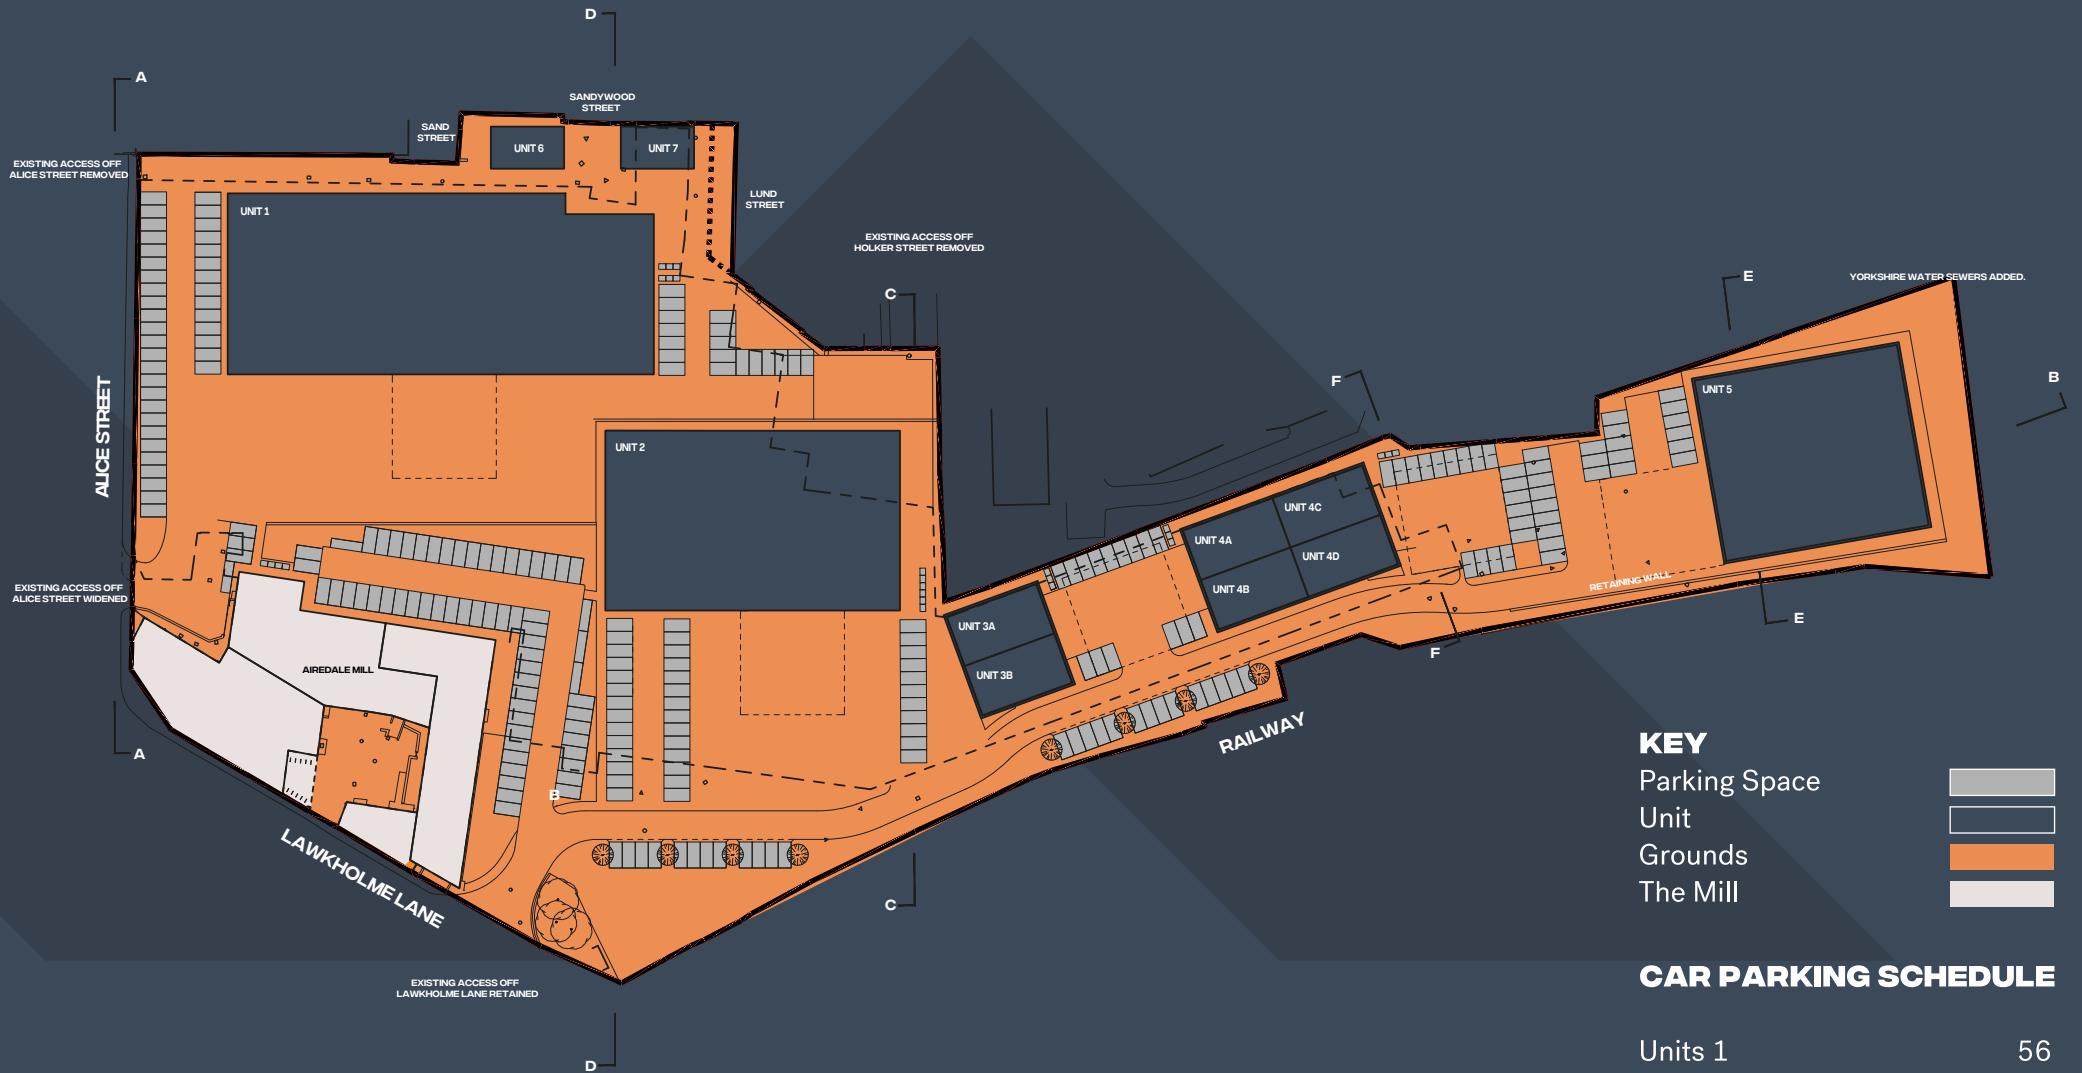 D
A
SANDYWOOD
STREET
SAND
STREET
EXISTING ACCESS OFF
ALICE STREET REMOVED
UNIT 6
UNIT 7
UNIT 1
LUND
STREET
EXISTING ACCESS OFF
HOLKER STREET REMOVED
C
E
YORKSHIRE WATER SEWERS ADDED.
F
B
UNIT 5
ALICE STREET
UNIT 2
UNIT 4C
UNIT 4A
UNIT 4D
UNIT 4B
RETAINING WALL
EXISTING ACCESS OFF
ALICE STREET WIDENED
UNIT 3A
UNIT 3B
E
F
AIREDALE MILL
A
B
RAILWAY
LAWKHOLME LANE
C
EXISTING ACCESS OFF
LAWKHOLME LANE RETAINED
D
KEY
Parking Space
Unit
Grounds
The Mill
CAR PARKING SCHEDULE
Units 1 56